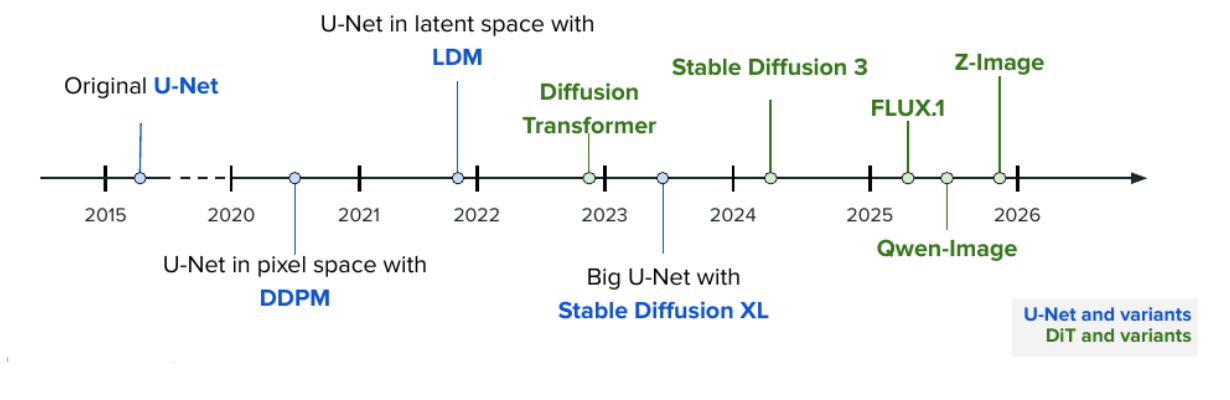 U-Net in latent space with
LDM
Original U-Net
Diffusion
Transformer
Stable Diffusion 3
FLUX.1
Z-Image
2015
2020
2021
2022
2023
2024
2025
2026
U-Net in pixel space with
DDPM
Big U-Net with
Stable Diffusion XL
Qwen-Image
U-Net and variants
DiT and variants